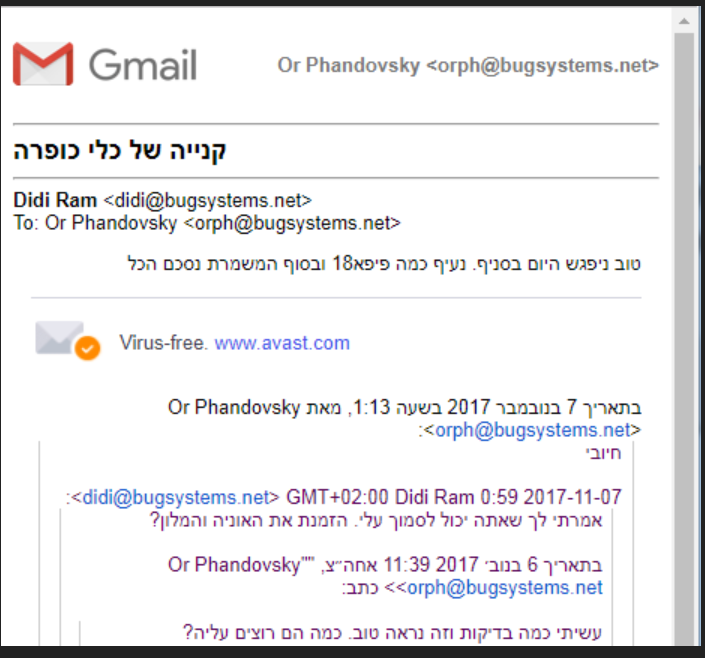 Gmail
Or Phandovsky <orph@bugsystems.net>
קנייה של כלי כופרה
Didi Ram <didi@bugsystems.net>
To: Or Phandovsky <orph@bugsystems.net>
טוב ניפגש היום בסניף. נעיף כמה פיפא18 ובסוף המשמרת נסכם הכל
Virus-free. www.avast.com
בתאריך 7 בנובמבר 2017 בשעה 1:13, מאת Or Phandovsky
<orph@bugsystems.net>:
חיובי
2017-11-07 0:59 GMT+02:00 Didi Ram <didi@bugsystems.net>:
אמרתי לך שאתה יכול לסמוך עלי. הזמנת את האוניה והמלון?
בתאריך 6 בנוב׳ 2017 11:39 אחה״צ, "Or Phandovsky"
<<orph@bugsystems.net כתב:
עשיתי כמה בדיקות וזה נראה טוב. כמה הם רוצים עליה?